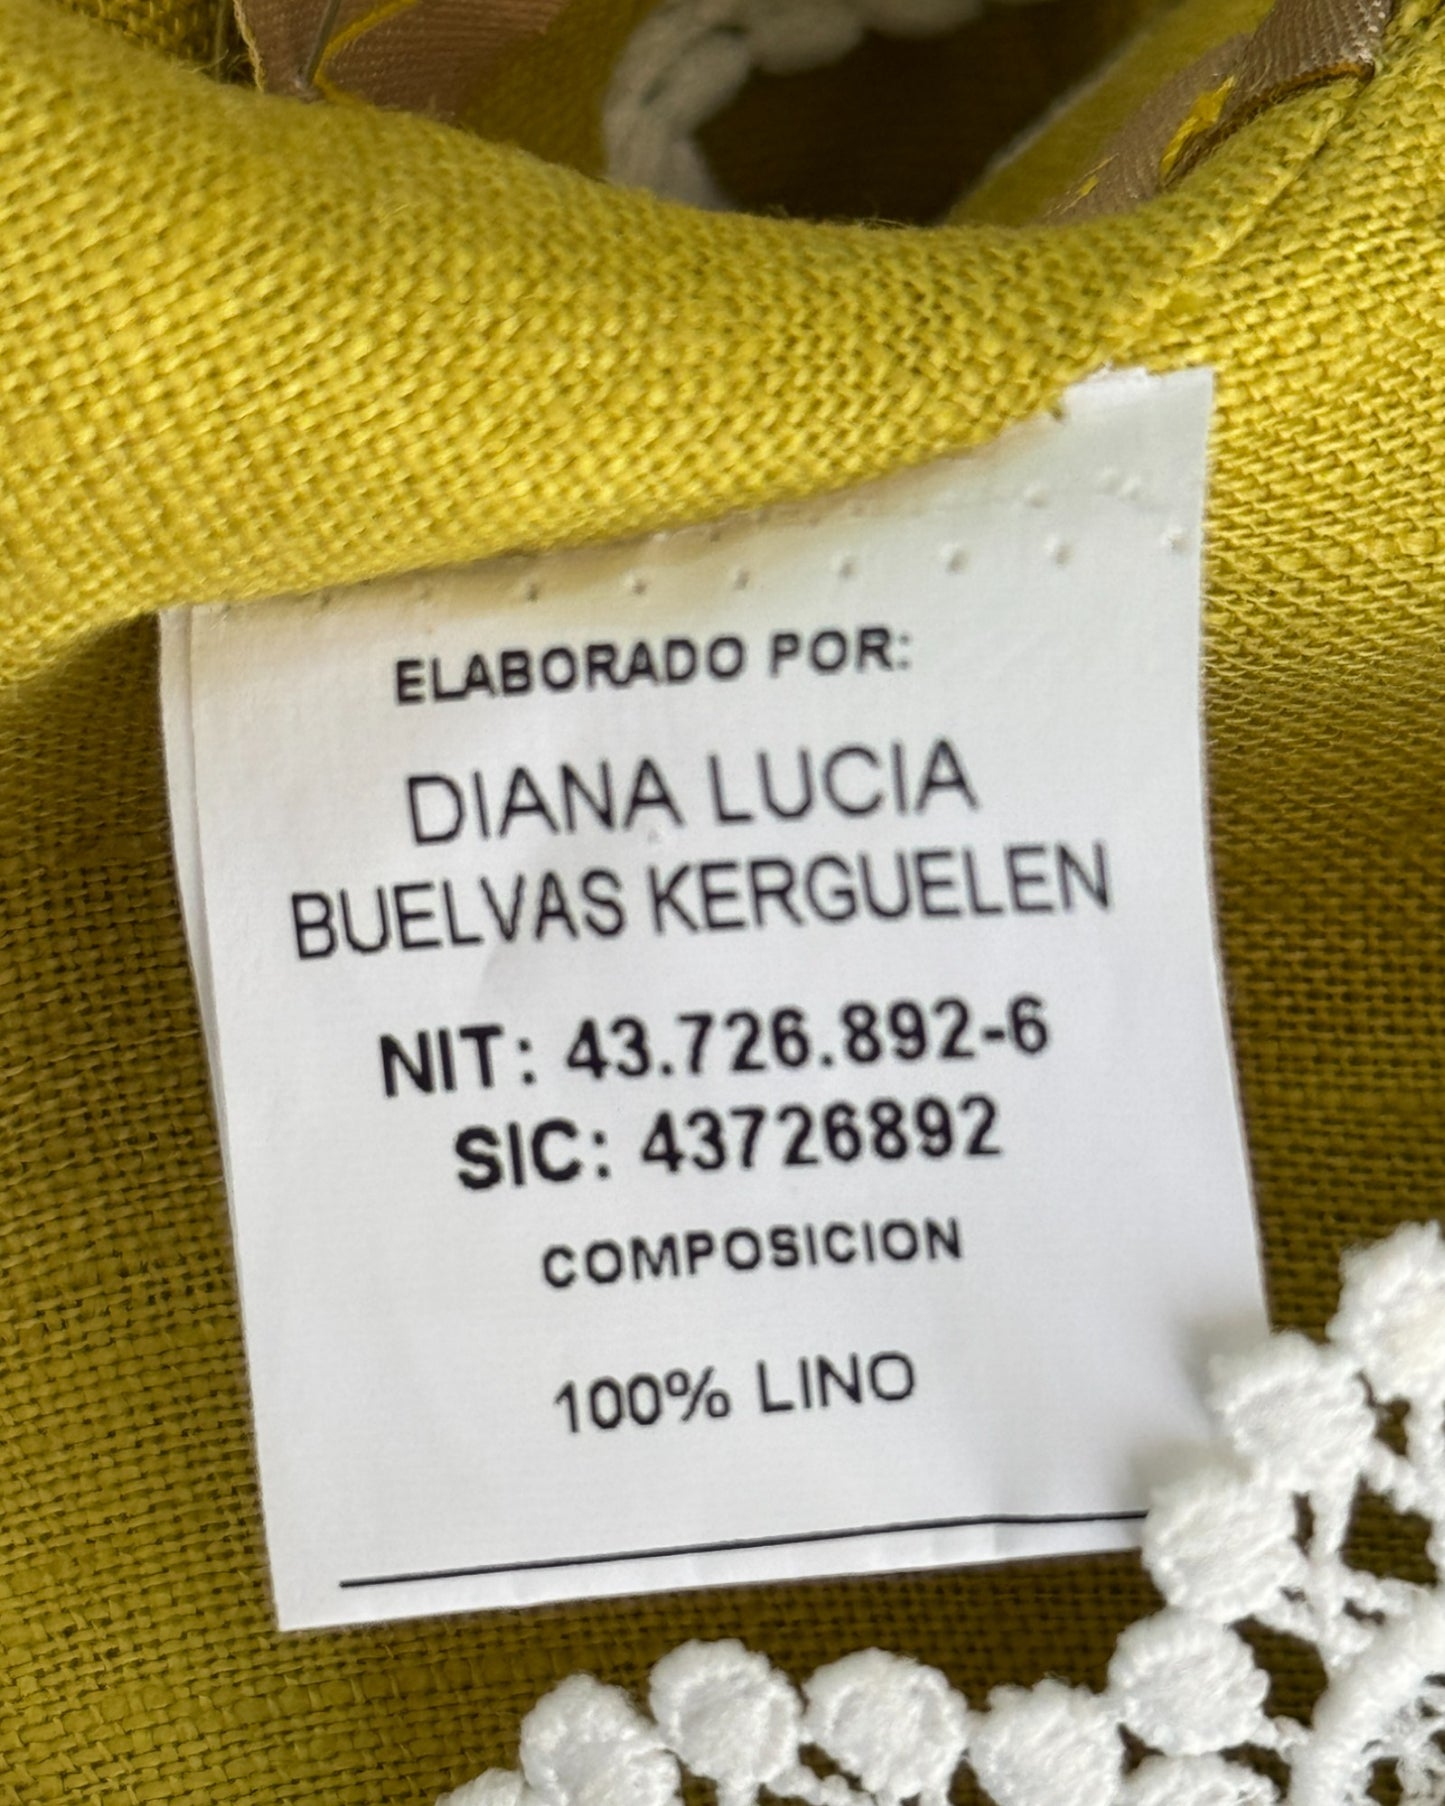 ELABORADO POR:
DIANA LUCIA
BUELVAS KERGUELEN
NIT: 43.726.892-6
SIC: 43726892
COMPOSICION
100% LINO